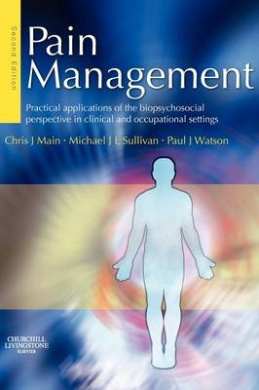 Second Edition
Pain
Management
Practical applications of the biopsychosocial
perspective in clinical and occupational settings
Chris J Main · Michael J L Sullivan · Paul J Watson
CHURCHILL
LIVINGSTONE
ELSEVIER